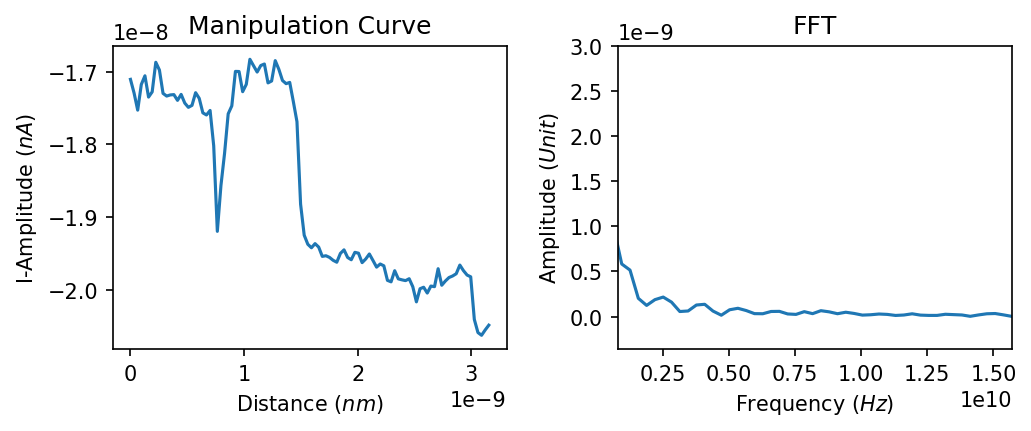 Manipulation Curve
1e−8
−1.7
−1.8
−1.9
−2.0
I-Amplitude (nA)
0
1
2
3
1e−9
Distance (nm)
FFT
1e−9
3.0
2.5
2.0
1.5
1.0
0.5
0.0
Amplitude (Unit)
0.25
0.50
0.75
1.00
1.25
1.50
1e10
Frequency (Hz)